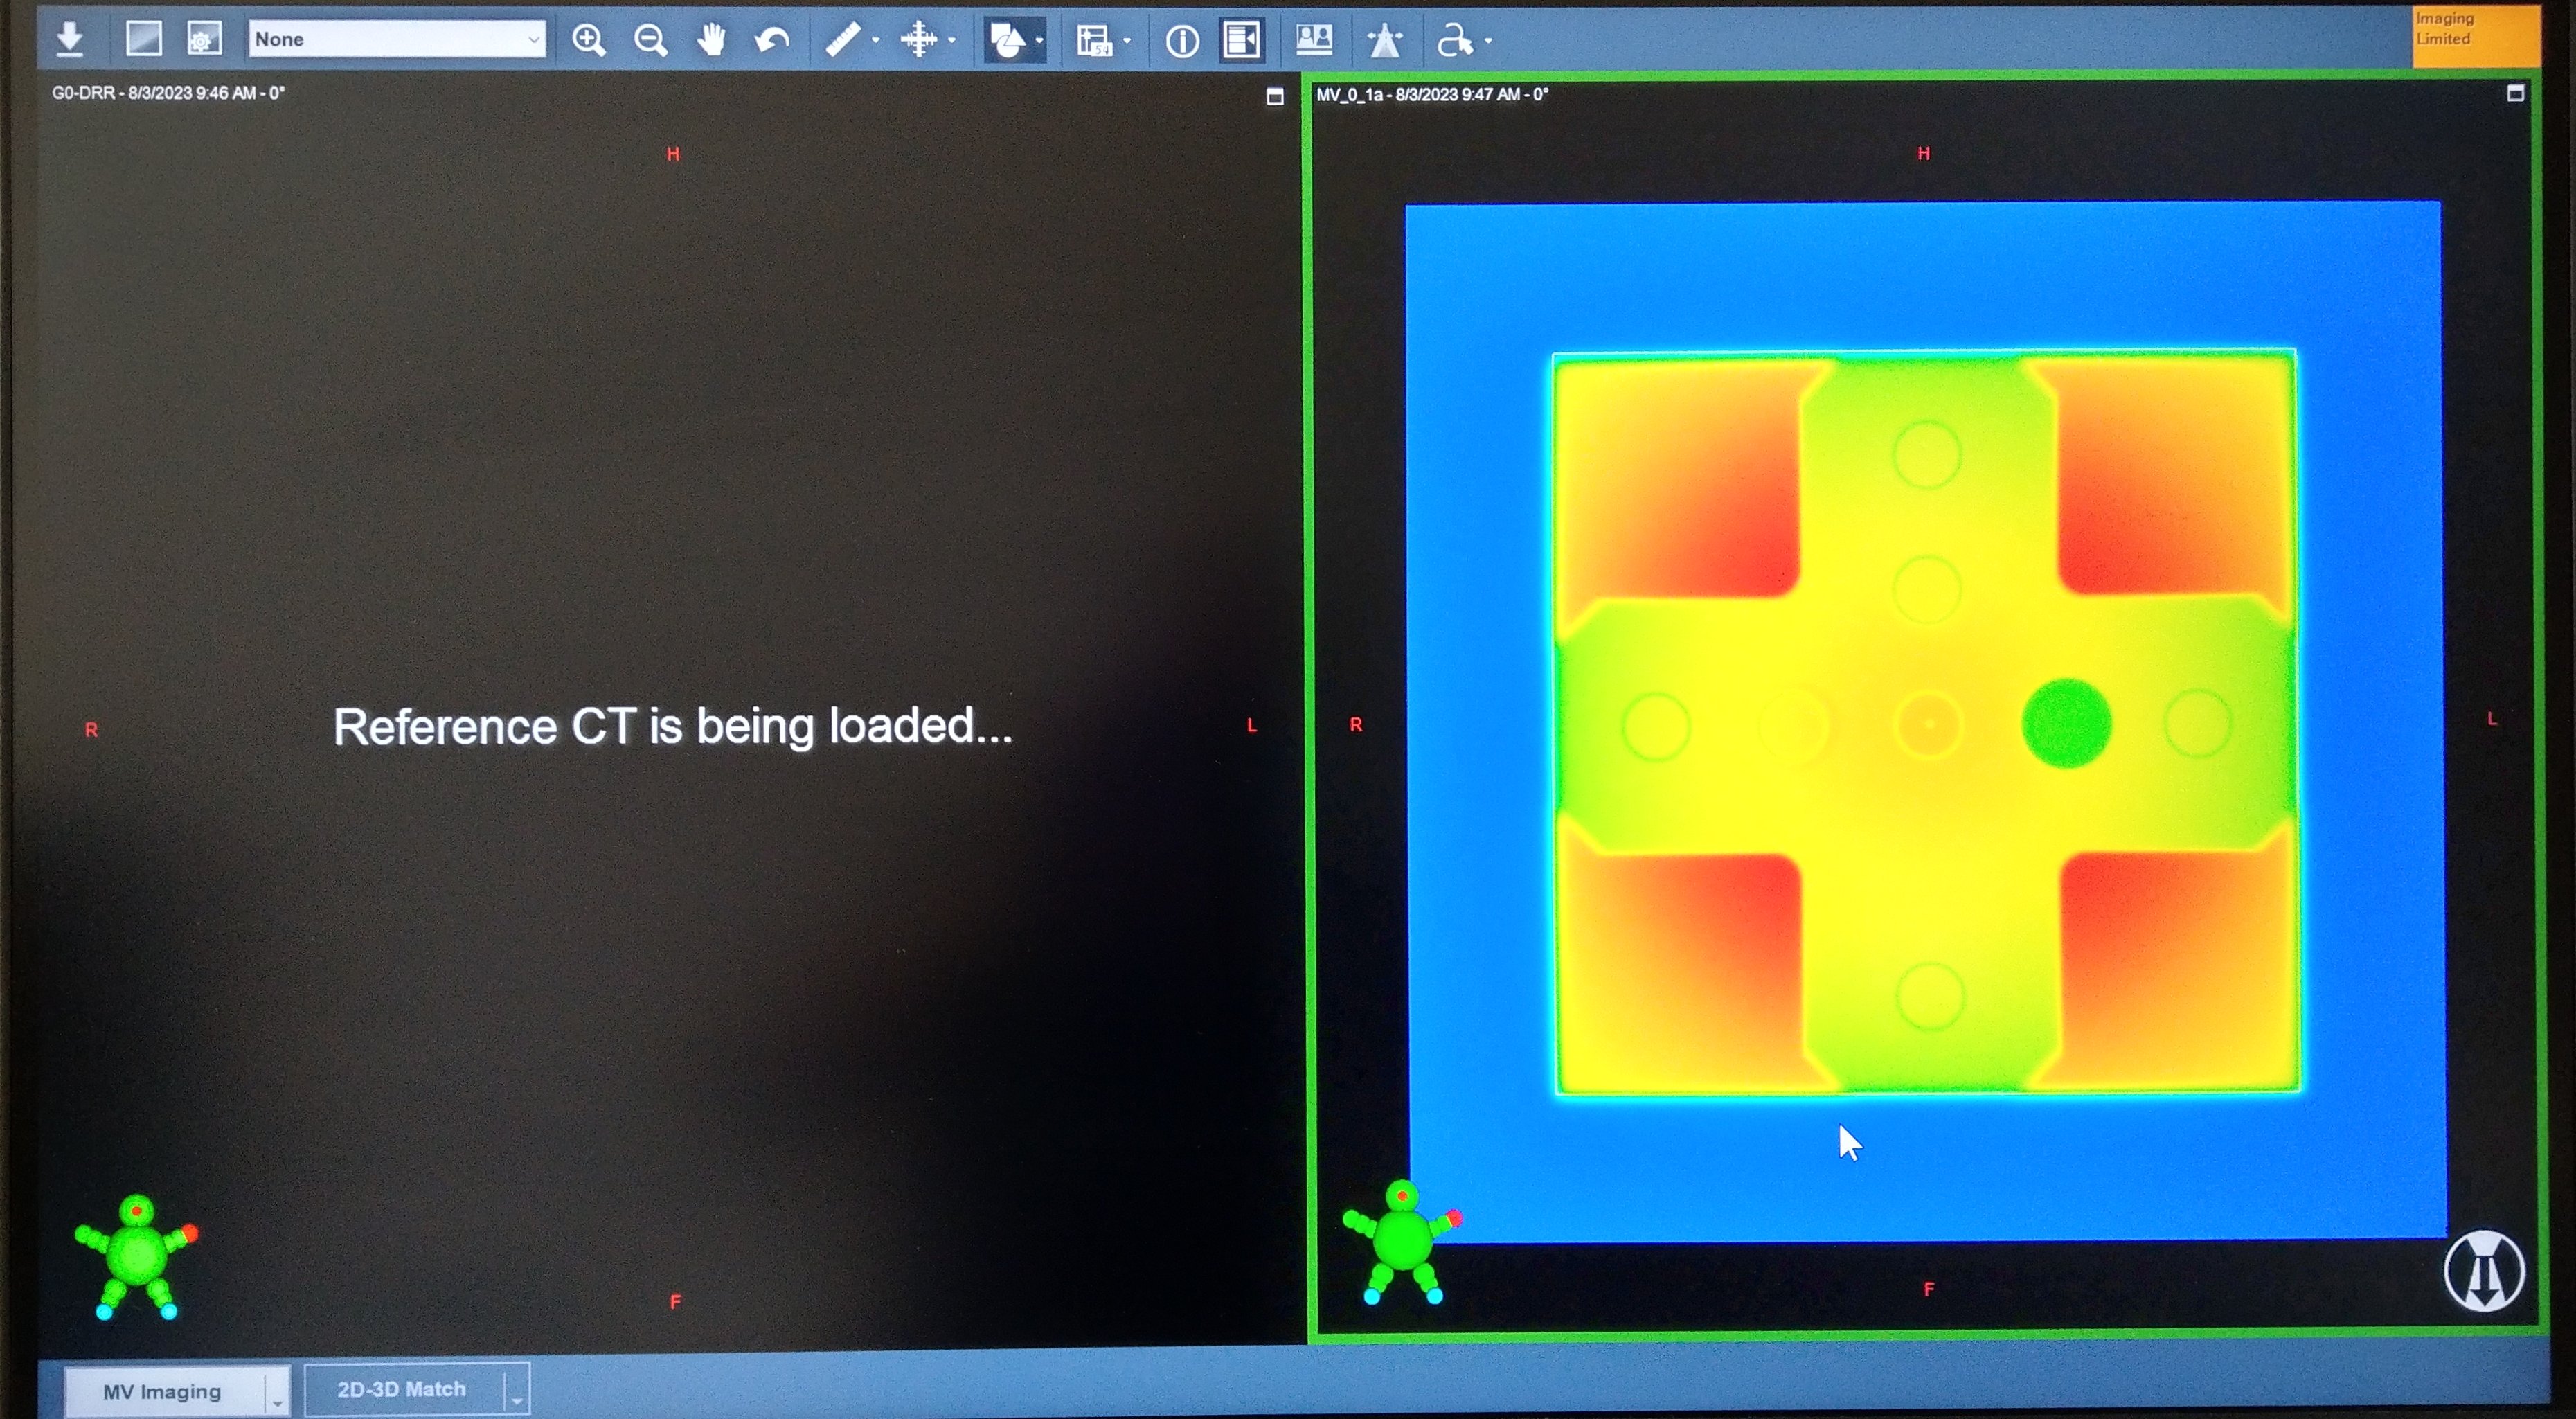 None
Imaging
Limited
G0-DRR - 8/3/2023 9:46 AM - 0°
MV_0_1a - 8/3/2023 9:47 AM - 0°
H
H
R
Reference CT is being loaded...
L
R
L
F
F
MV Imaging
2D-3D Match